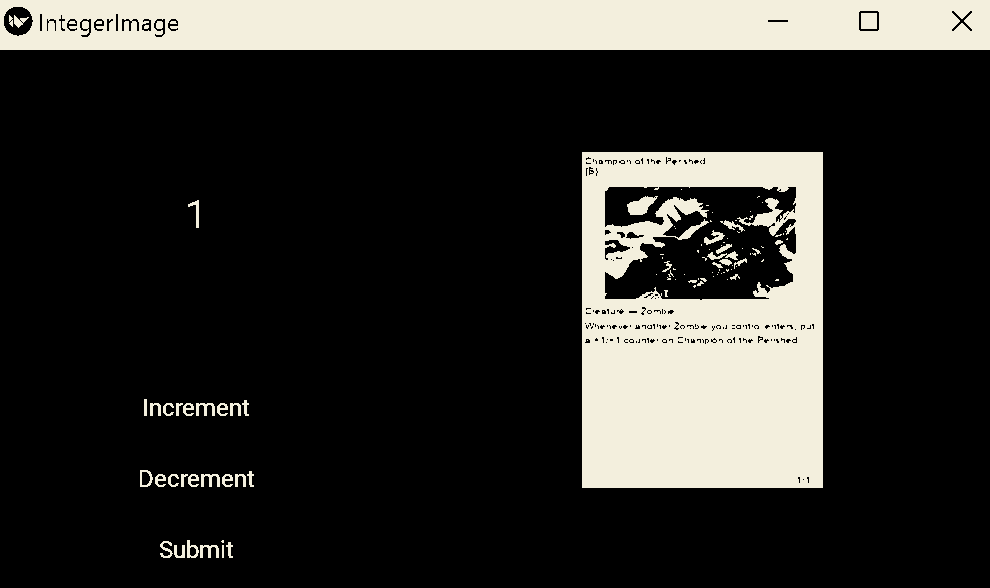 IntegerImage
1
Increment
Decrement
Submit
Champion of the Perished
{B}
Creature — Zombie
Whenever another Zombie you control enters, put
a +1/+1 counter on Champion of the Perished
1/1